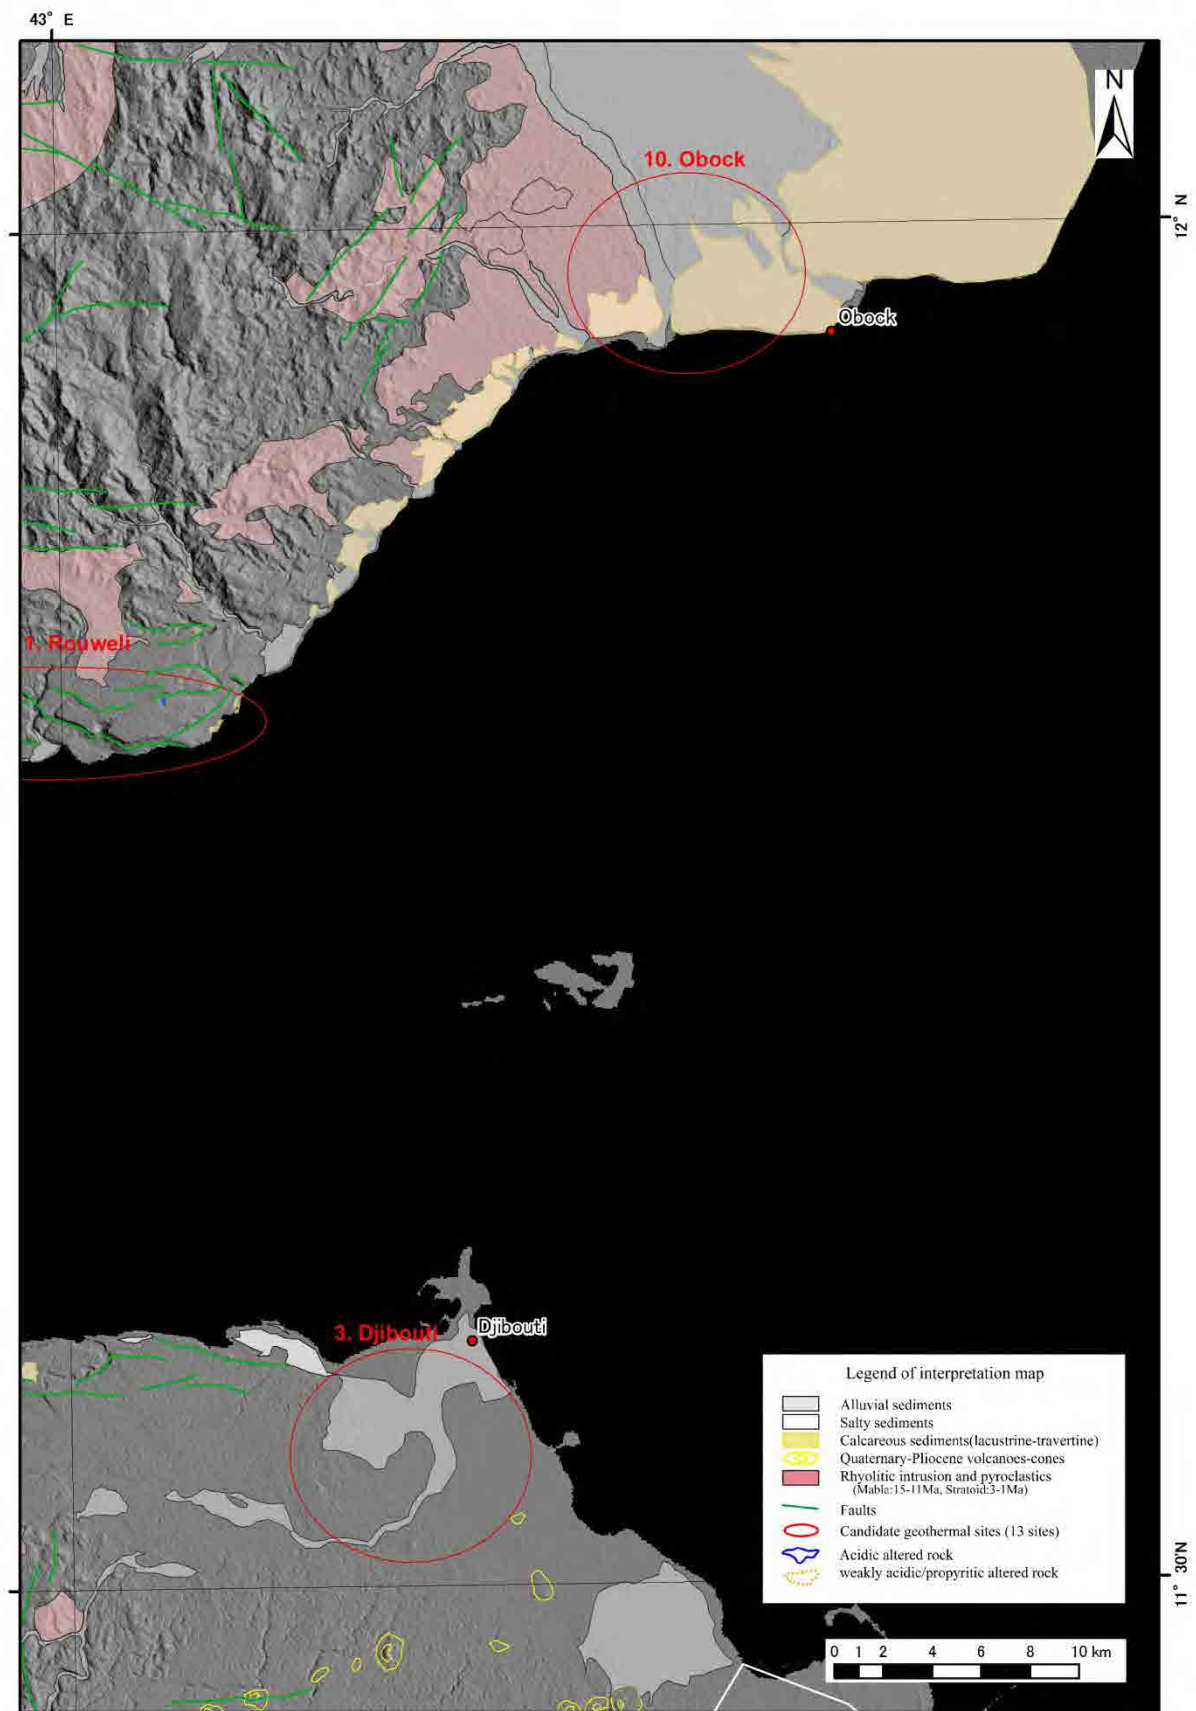 43° E
N
10. Obock
12° N
Obock
1. Rouweli
Djibouti
3. Djibouti
Legend of interpretation map
Alluvial sediments
Salty sediments
Calcareous sediments(lacustrine-travertine)
Quaternary-Pliocene volcanoes-cones
Rhyolitic intrusion and pyroclastics
(Mabla:15-11Ma, Stratoid:3-1Ma)
Faults
Candidate geothermal sites (13 sites)
Acidic altered rock
weakly acidic/propyritic altered rock
11° 30'N
0 1 2 4 6 8 10 km